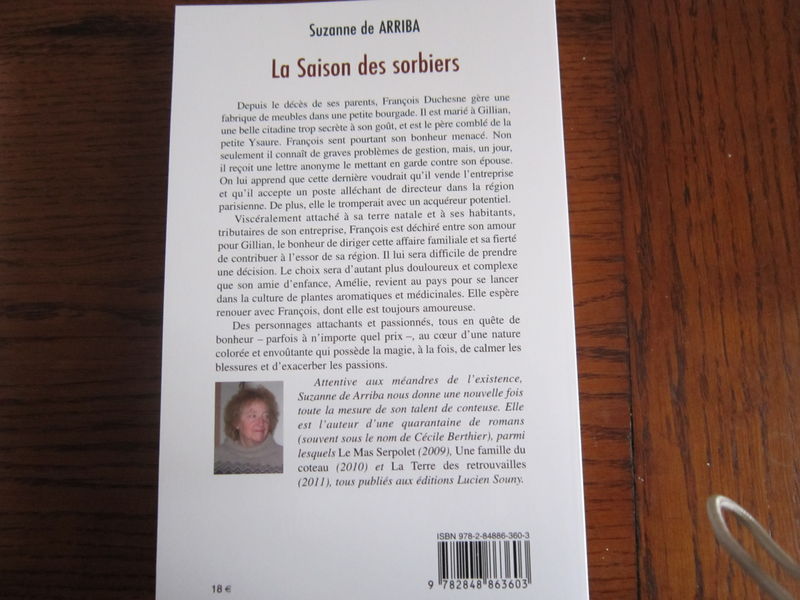 Suzanne de ARRIBA
La Saison des sorbiers
Depuis le décès de ses parents, François Duchesne gère une
fabrique de meubles dans une petite bourgade. Il est marié à Gillian,
une belle citadine trop secrète à son goût, et est le père comblé de la
petite Ysaure. François sent pourtant son bonheur menacé. Non
seulement il connaît de graves problèmes de gestion, mais, un jour,
il reçoit une lettre anonyme le mettant en garde contre son épouse.
On lui apprend que cette dernière voudrait qu'il vende l'entreprise
et qu'il accepte un poste alléchant de directeur dans la région
parisienne. De plus, elle le tromperait avec un acquéreur potentiel.
Viscéralement attaché à sa terre natale et à ses habitants,
tributaires de son entreprise, François est déchiré entre son amour
pour Gillian, le bonheur de diriger cette affaire familiale et sa fierté
de contribuer à l'essor de sa région. Il lui sera difficile de prendre
une décision. Le choix sera d'autant plus douloureux et complexe
que son amie d'enfance, Amélie, revient au pays pour se lancer
dans la culture de plantes aromatiques et médicinales. Elle espère
renouer avec François, dont elle est toujours amoureuse.
Des personnages attachants et passionnés, tous en quête de
bonheur – parfois à n'importe quel prix –, au cœur d'une nature
colorée et envoûtante qui possède la magie, à la fois, de calmer les
blessures et d'exacerber les passions.
Attentive aux méandres de l'existence,
Suzanne de Arriba nous donne une nouvelle fois
toute la mesure de son talent de conteuse. Elle
est l'auteur d'une quarantaine de romans
(souvent sous le nom de Cécile Berthier), parmi
lesquels Le Mas Serpolet (2009), Une famille du
coteau (2010) et La Terre des retrouvailles
(2011), tous publiés aux éditions Lucien Souny.
ISBN 978-2-84886-360-3
18 €
9 782848 863603